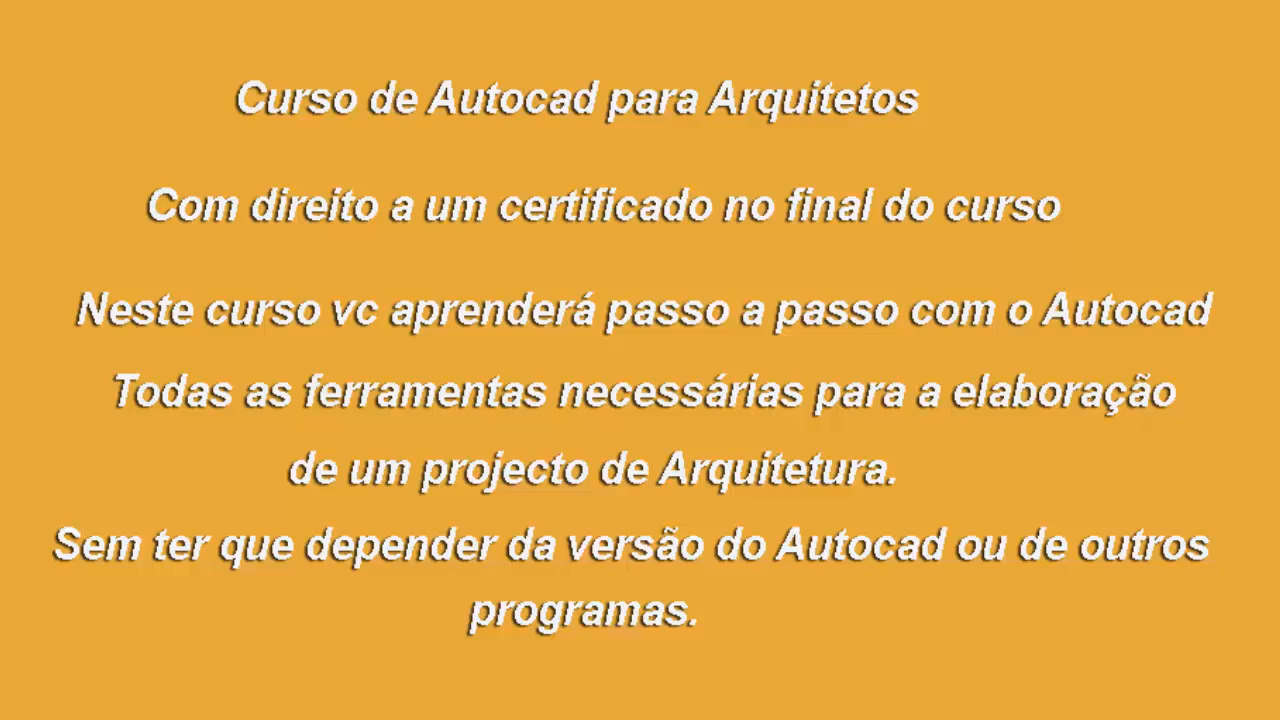 Curso de Autocad para Arquitetos
Com direito a um certificado no final do curso
Neste curso vc aprenderá passo a passo com o Autocad
Todas as ferramentas necessárias para a elaboração
de um projecto de Arquitetura.
Sem ter que depender da versão do Autocad ou de outros
programas.